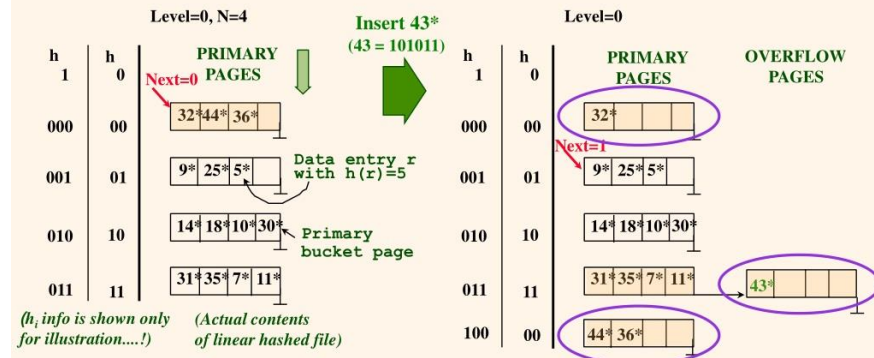 Level=0, N=4
h
1
h
0
PRIMARY
PAGES
Next=0
000
00
32* 44* 36*
001
01
9* 25* 5*
Data entry r
with h(r)=5
010
10
14* 18* 10* 30*
Primary
bucket page
011
11
31* 35* 7* 11*
(hi info is shown only
for illustration....!)
(Actual contents
of linear hashed file)
Insert 43*
(43 = 101011)
Level=0
h
1
h
0
PRIMARY
PAGES
OVERFLOW
PAGES
000
00
32*
Next=1
001
01
9* 25* 5*
010
10
14* 18* 10* 30*
011
11
31* 35* 7* 11*
43*
100
00
44* 36*